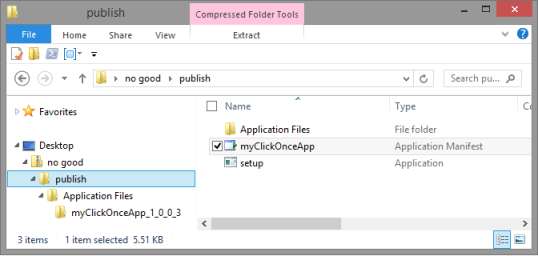 publish
Compressed Folder Tools
File Home Share View Extract
no good publish
Search pu...
Favorites
Desktop
no good
publish
Application Files
myClickOnceApp_1_0_0_3
Name Type
Application Files File folder
myClickOnceApp Application Manifest
setup Application
3 items 1 item selected 5.51 KB